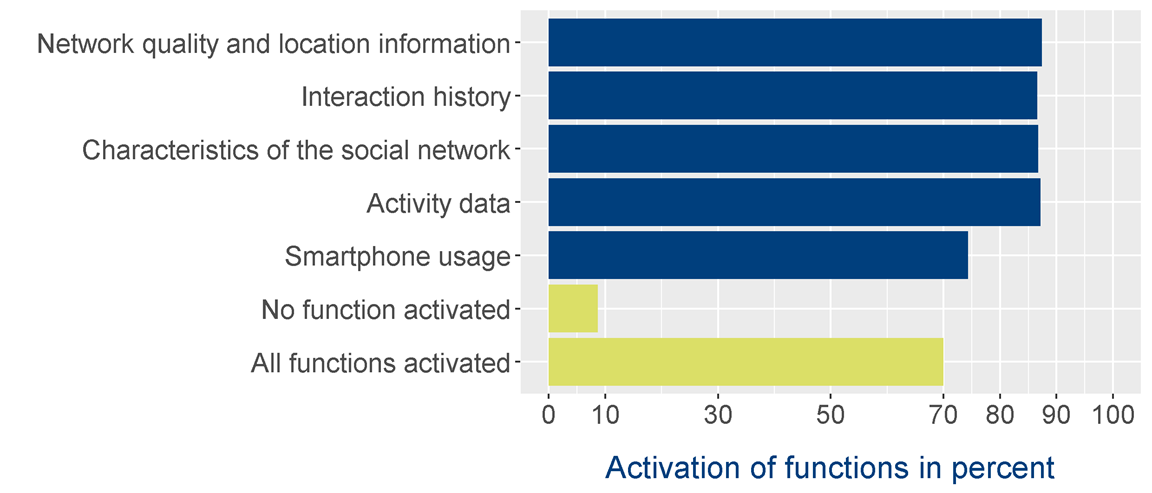 Network quality and location information
Interaction history
Characteristics of the social network
Activity data
Smartphone usage
No function activated
All functions activated
0 10 30 50 70 80 90 100
Activation of functions in percent